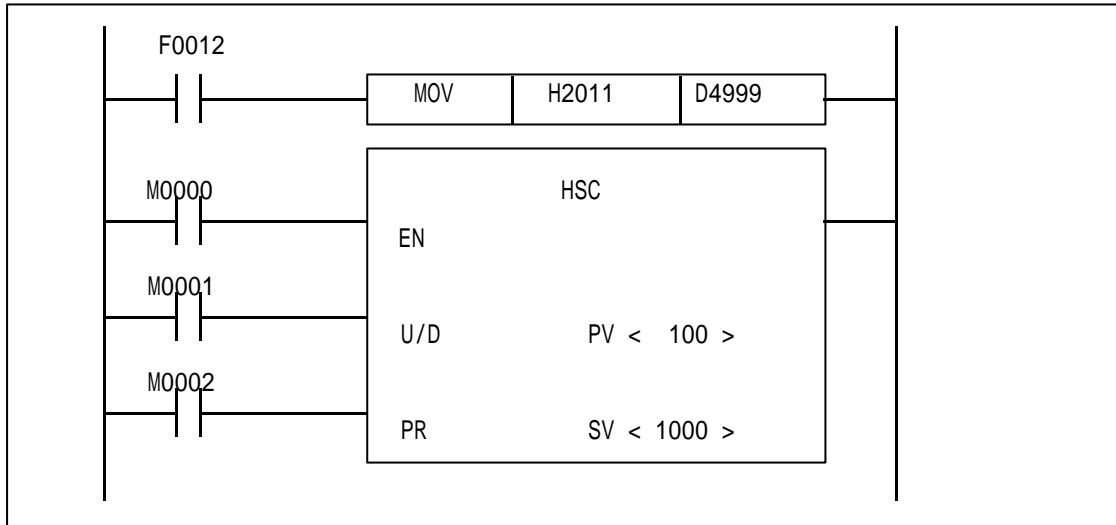 F0012
MOV H2011 D4999
M0000 HSC
EN
M0001
U/D PV < 100 >
M0002
PR SV < 1000 >